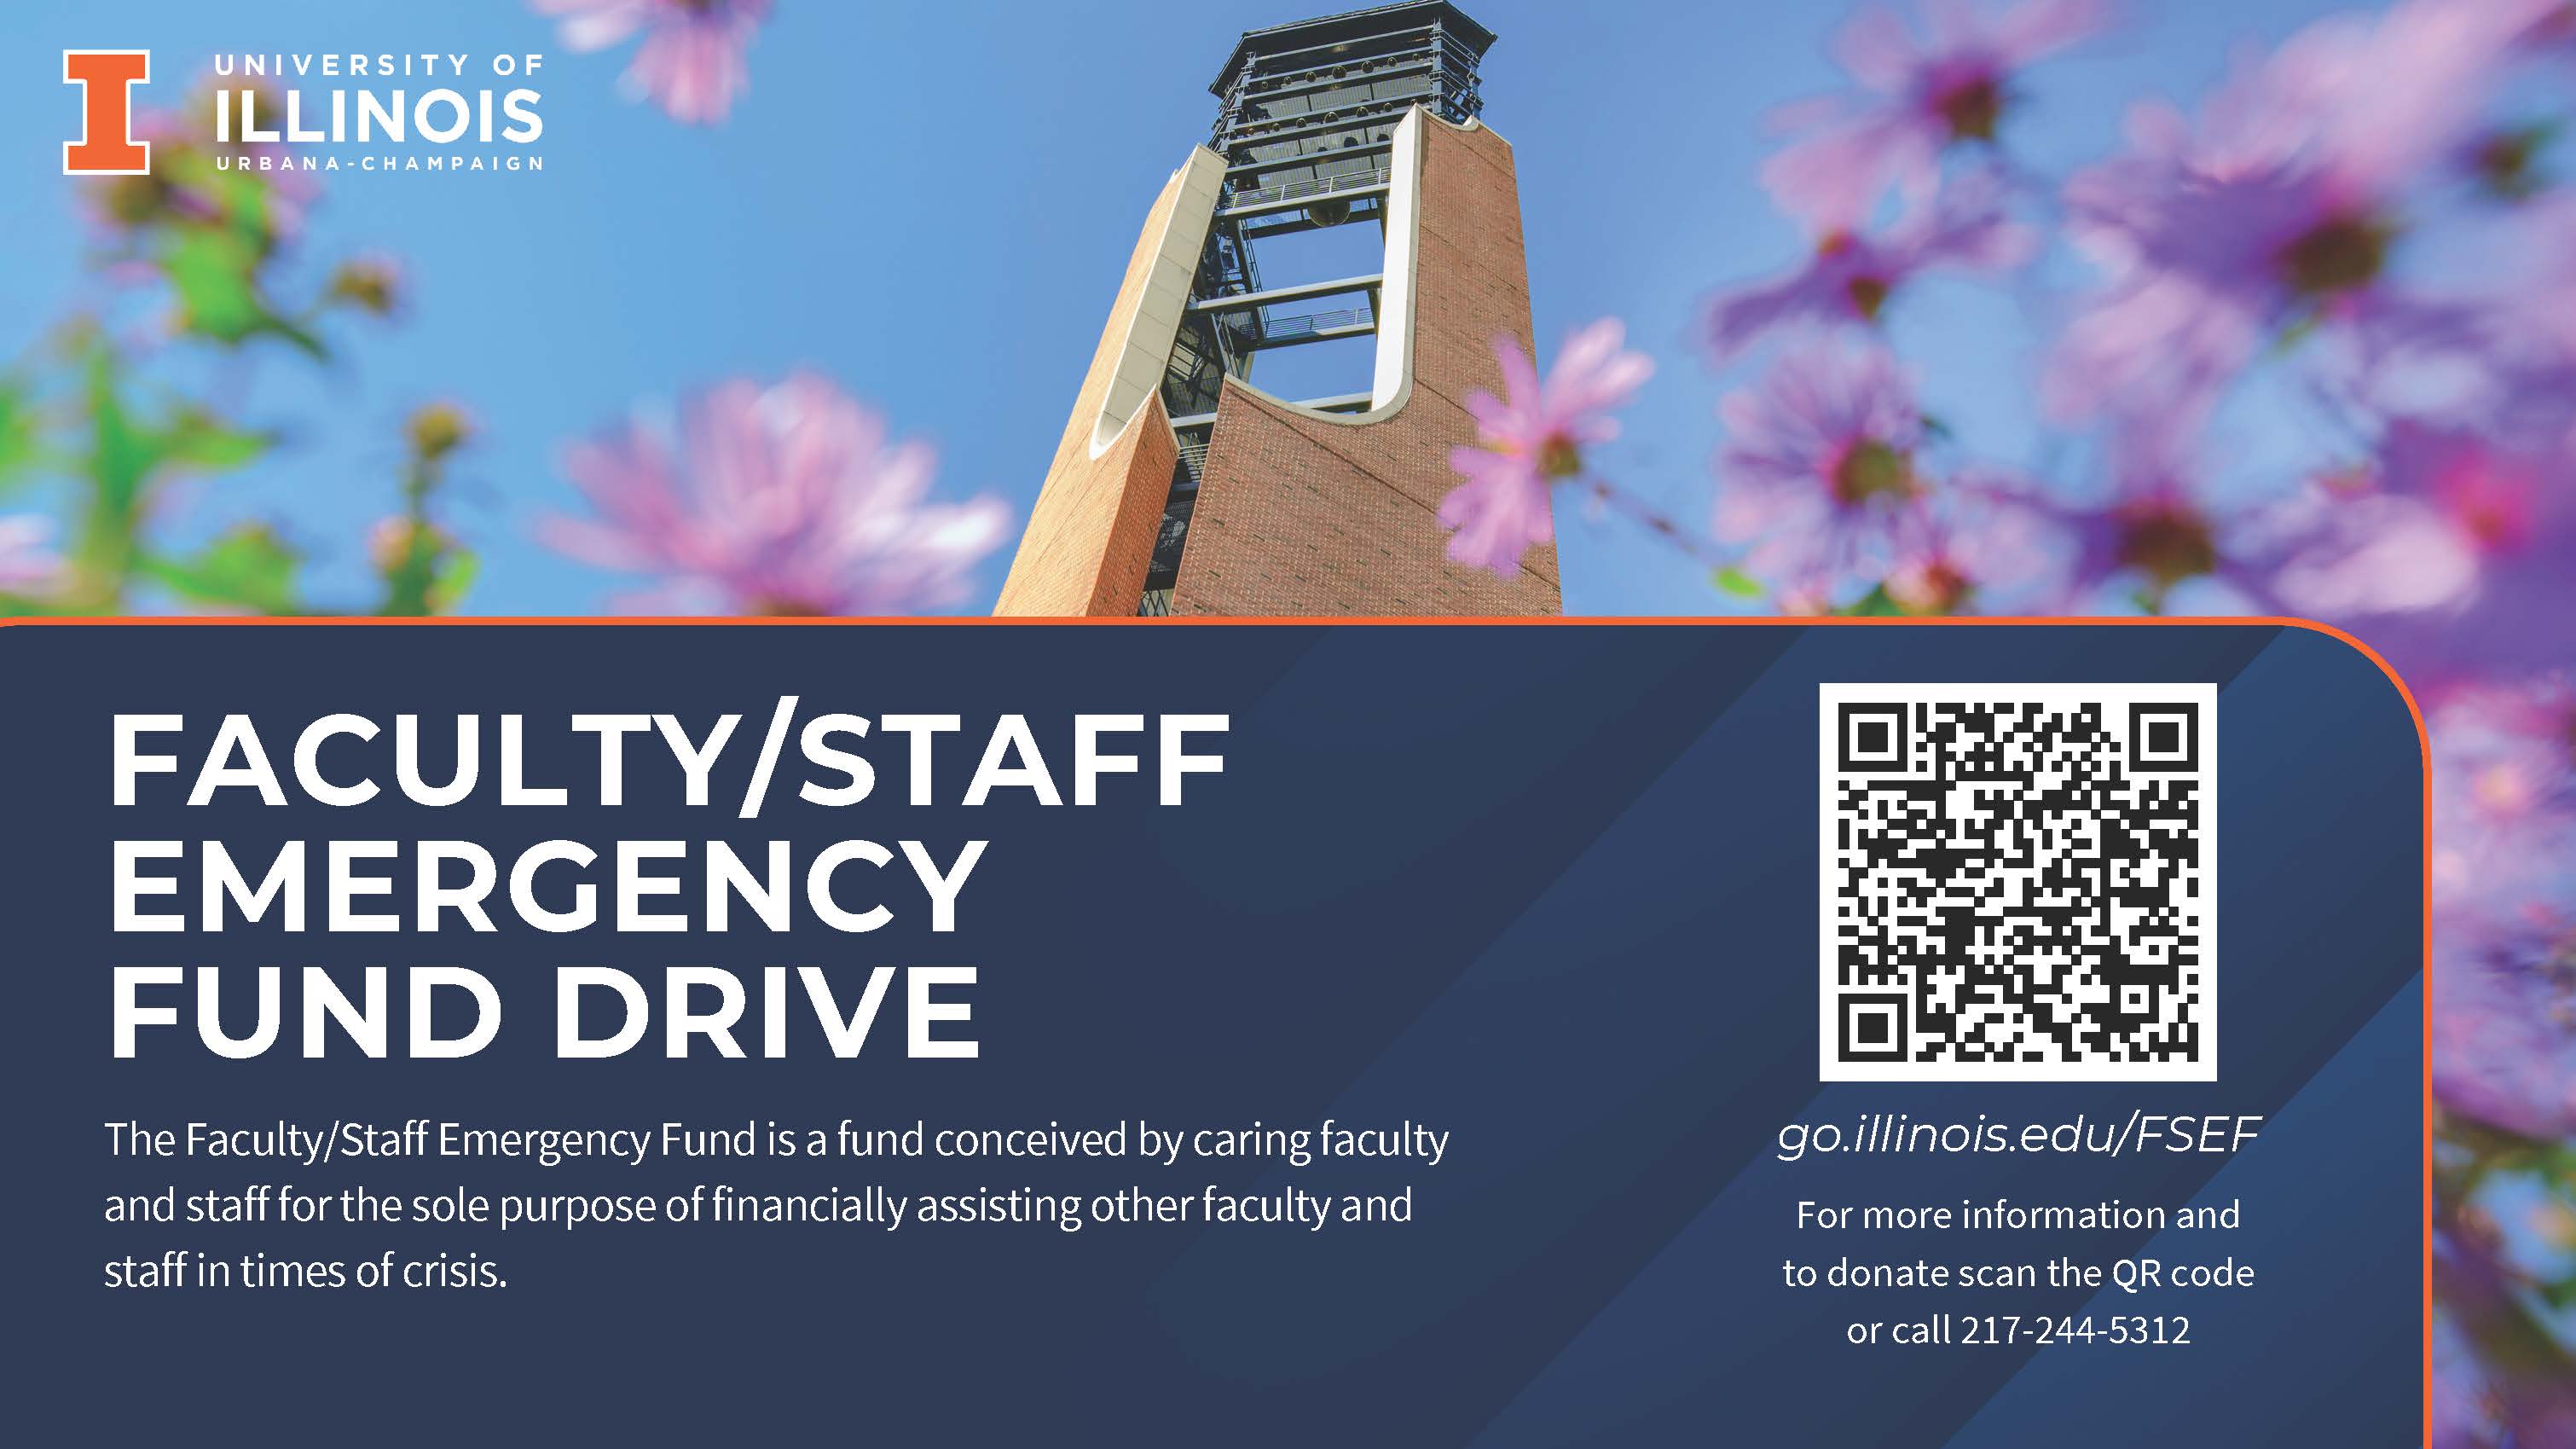 UNIVERSITY OF
ILLINOIS
URBANA-CHAMPAIGN
FACULTY/STAFF
EMERGENCY
FUND DRIVE
The Faculty/Staff Emergency Fund is a fund conceived by caring faculty
and staff for the sole purpose of financially assisting other faculty and
staff in times of crisis.
go.illinois.edu/FSEF
For more information and
to donate scan the QR code
or call 217-244-5312